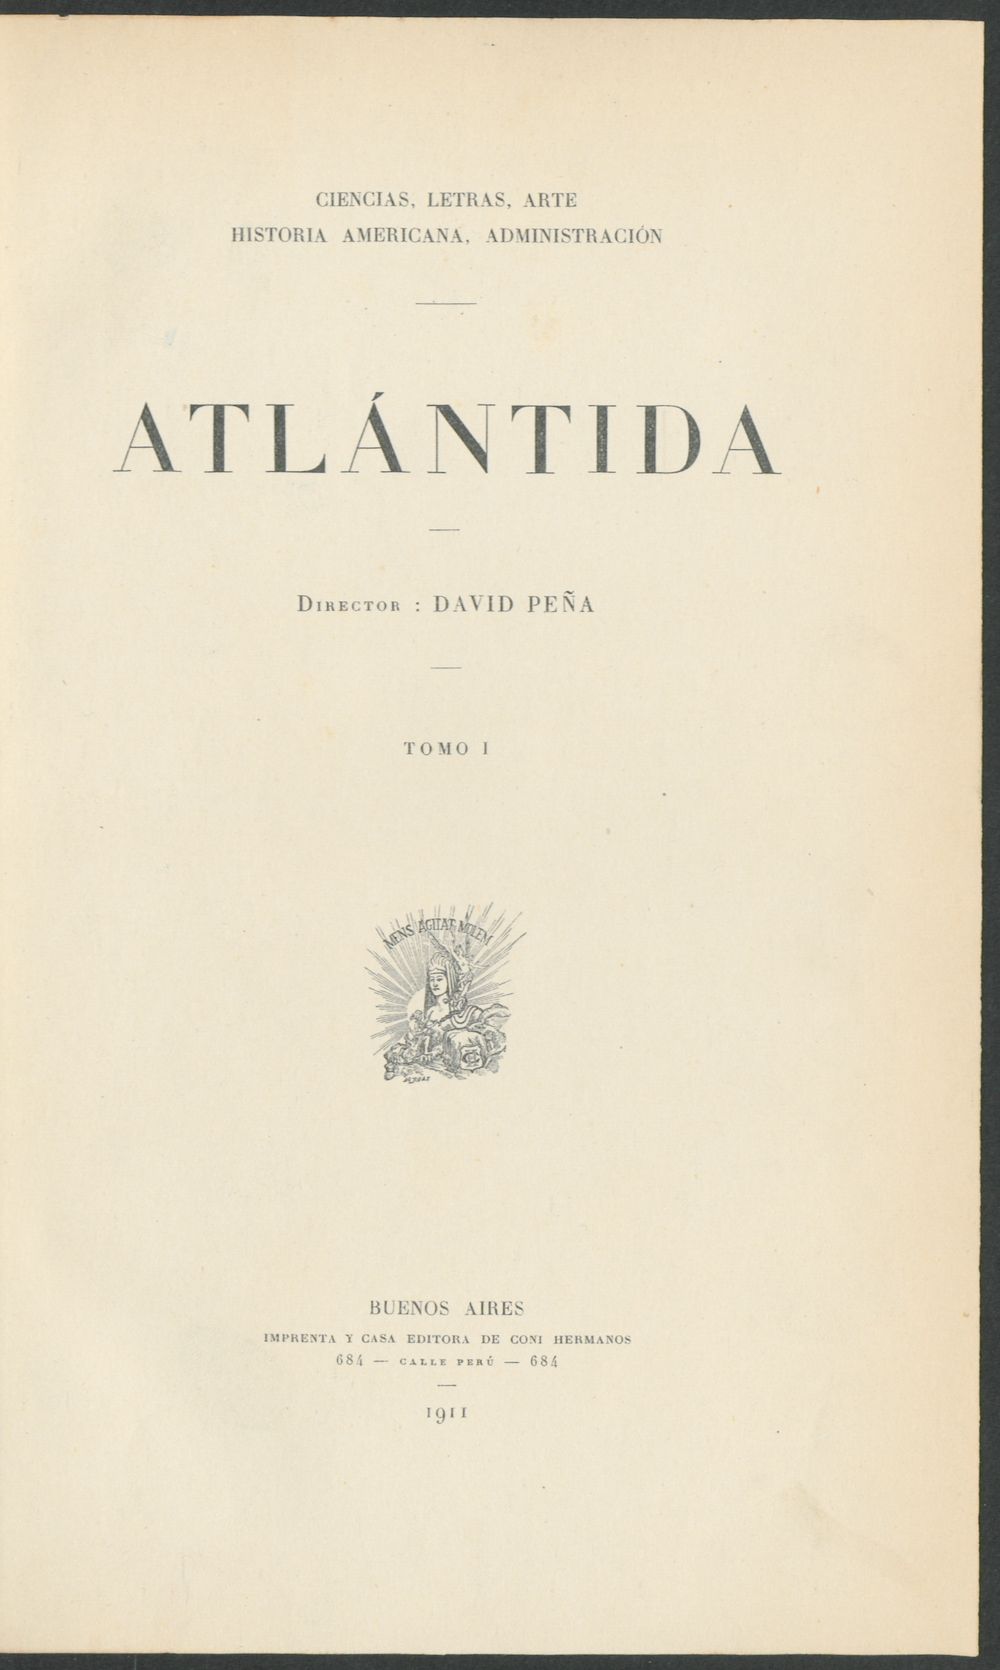 CIENCIAS, LETRAS, ARTE
HISTORIA AMERICANA, ADMINISTRACIÓN
ATLÁNTIDA
DIRECTOR : DAVID PEÑA
TOMO I
MENS AGITAT MOLEM
BUENOS AIRES
IMPRENTA Y CASA EDITORA DE CONI HERMANOS
684 — CALLE PERÚ — 684
1911